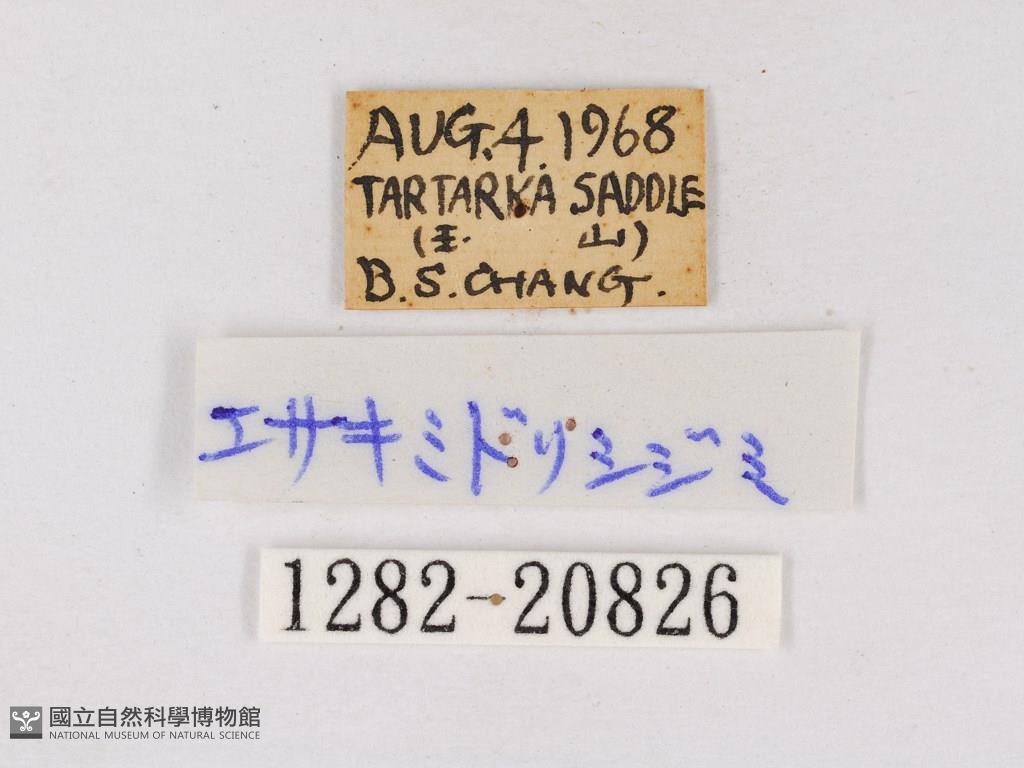 AUG. 4. 1968
TARTARKA SADDLE
(玉 山)
B. S. CHANG.
エサキミドリシジミ
1282-20826
國立自然科學博物館
NATIONAL MUSEUM OF NATURAL SCIENCE